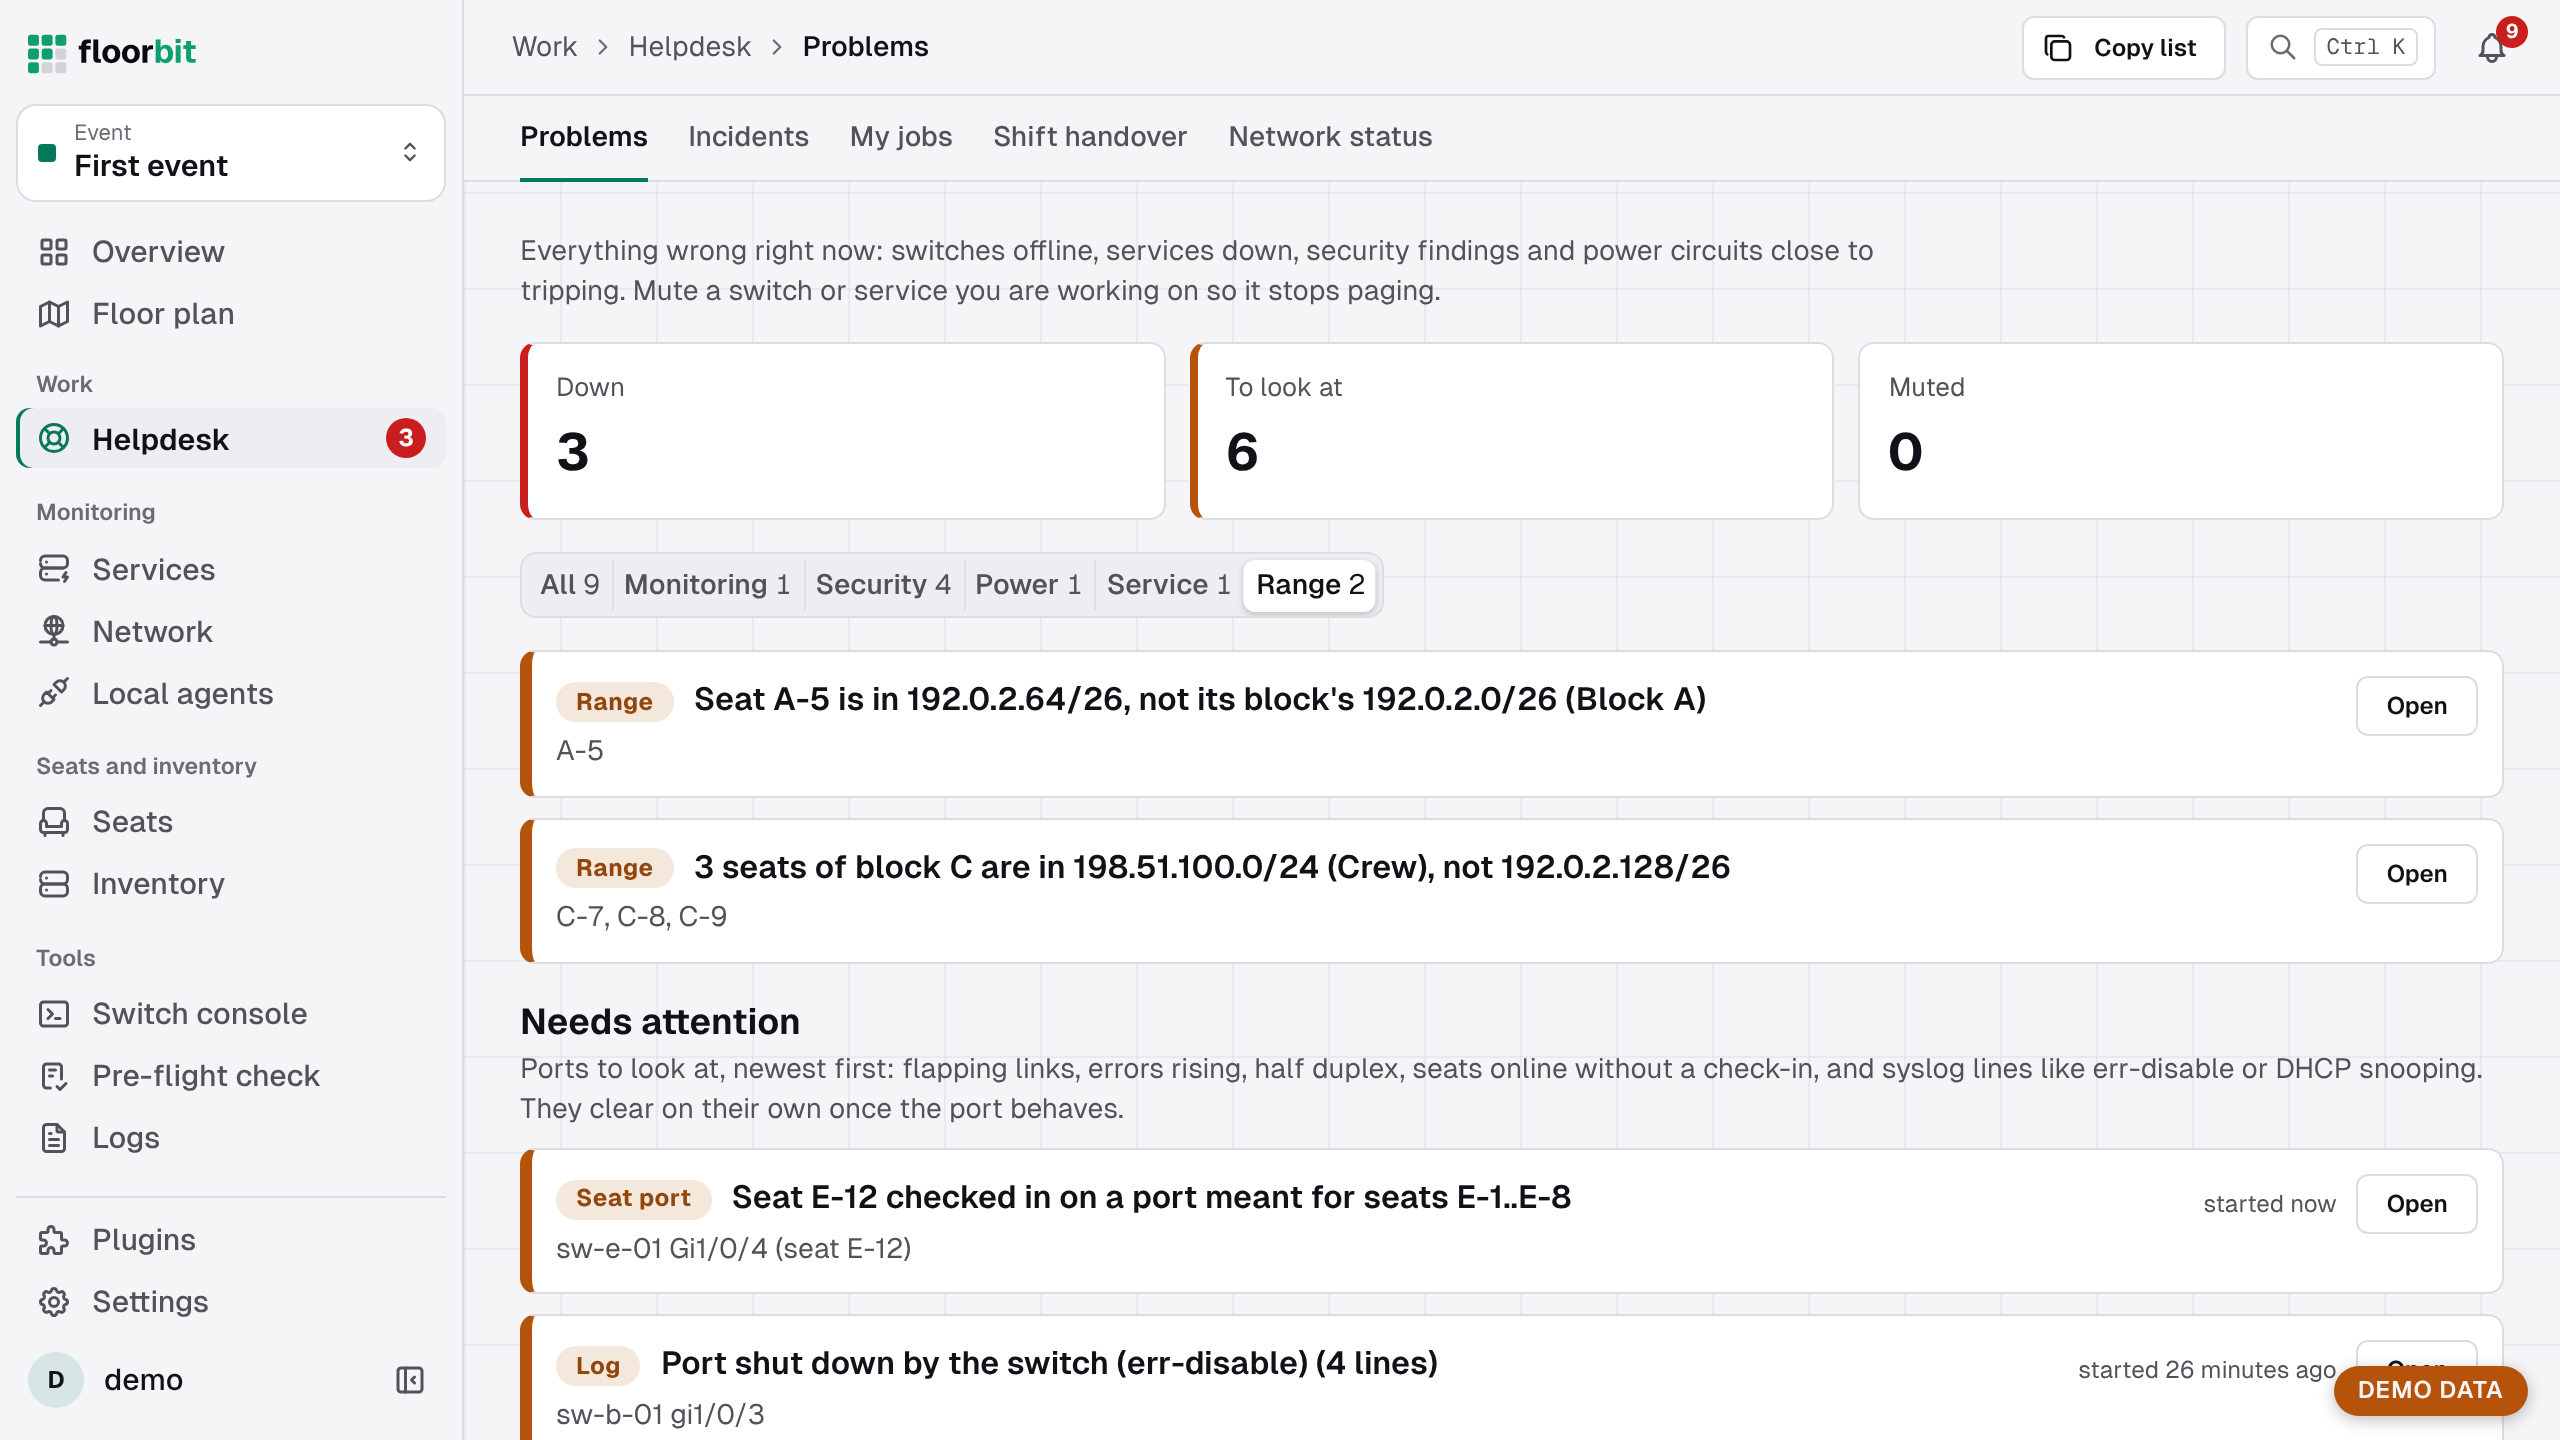 floorbit
Event
First event
Overview
Floor plan
Work
Helpdesk
3
Monitoring
Services
Network
Local agents
Seats and inventory
Seats
Inventory
Tools
Switch console
Pre-flight check
Logs
Plugins
Settings
D
demo
Work
Helpdesk
Problems
Copy list
Ctrl K
9
Problems
Incidents
My jobs
Shift handover
Network status
Everything wrong right now: switches offline, services down, security findings and power circuits close to
tripping. Mute a switch or service you are working on so it stops paging.
Down
3
To look at
6
Muted
0
All 9
Monitoring 1
Security 4
Power 1
Service 1
Range 2
Range
Seat A-5 is in 192.0.2.64/26, not its block's 192.0.2.0/26 (Block A)
A-5
Open
Range
3 seats of block C are in 198.51.100.0/24 (Crew), not 192.0.2.128/26
C-7, C-8, C-9
Open
Needs attention
Ports to look at, newest first: flapping links, errors rising, half duplex, seats online without a check-in, and syslog lines like err-disable or DHCP snooping.
They clear on their own once the port behaves.
Seat port
Seat E-12 checked in on a port meant for seats E-1..E-8
sw-e-01 Gi1/0/4 (seat E-12)
started now
Open
Log
Port shut down by the switch (err-disable) (4 lines)
sw-b-01 gi1/0/3
started 26 minutes ago
DEMO DATA